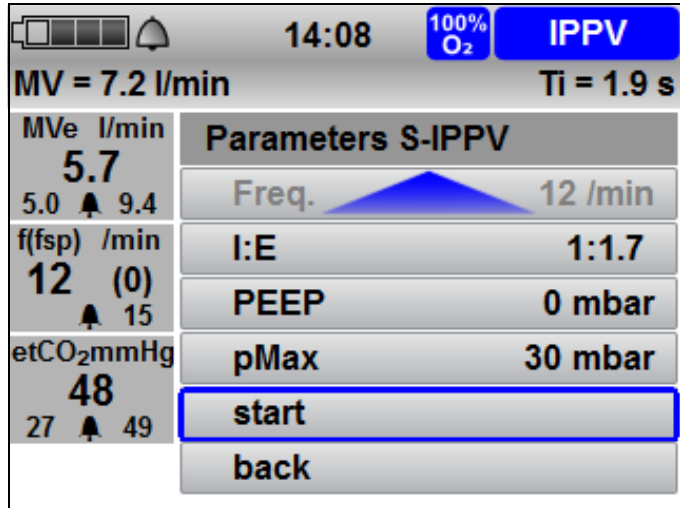 14:08 100% O₂ IPPV
MV = 7.2 l/min Ti = 1.9 s
MVe l/min
5.7
5.0 9.4
f(fsp) /min
12 (0)
15
etCO₂mmHg
48
27 49
Parameters S-IPPV
Freq. 12 /min
I:E 1:1.7
PEEP 0 mbar
pMax 30 mbar
start
back